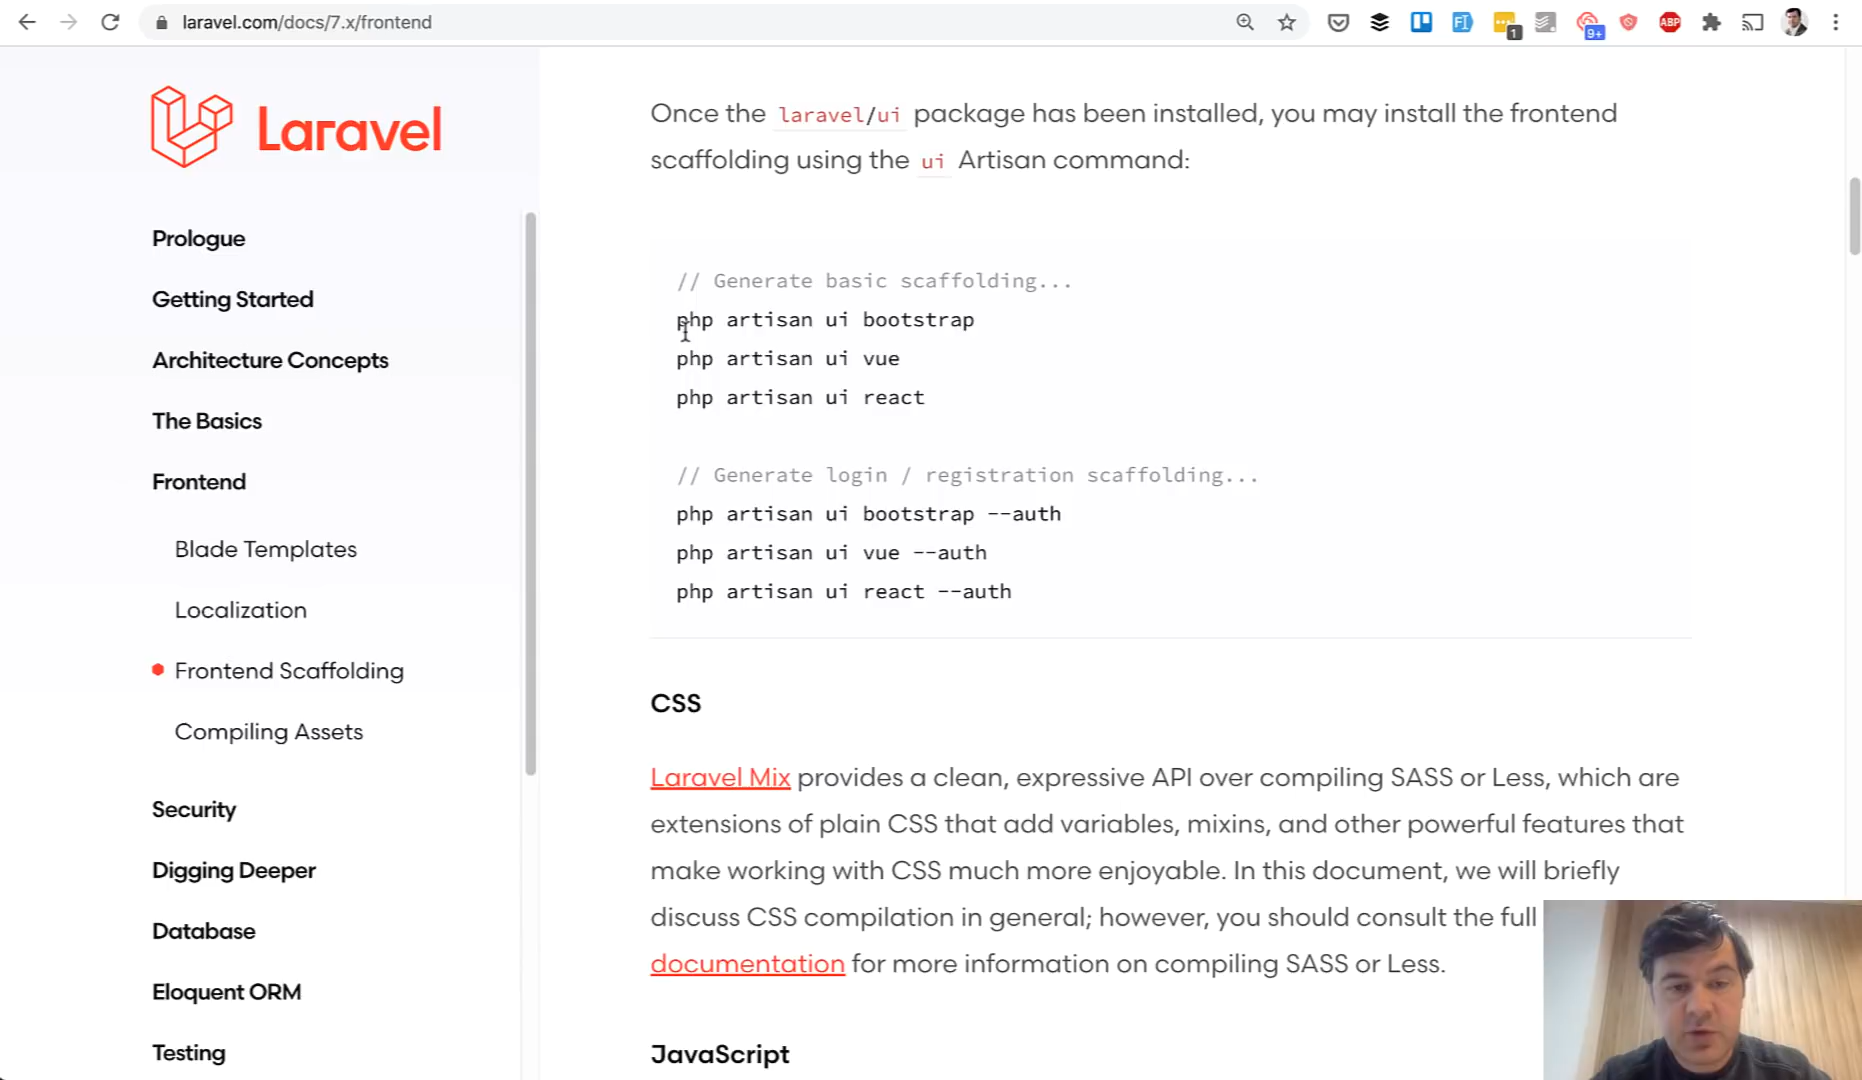 laravel.com/docs/7.x/frontend
1
9+
ABP
Laravel
Prologue
Getting Started
Architecture Concepts
The Basics
Frontend
Blade Templates
Localization
Frontend Scaffolding
Compiling Assets
Security
Digging Deeper
Database
Eloquent ORM
Testing
Once the laravel/ui package has been installed, you may install the frontend
scaffolding using the ui Artisan command:
// Generate basic scaffolding...
php artisan ui bootstrap
php artisan ui vue
php artisan ui react
// Generate login / registration scaffolding...
php artisan ui bootstrap --auth
php artisan ui vue --auth
php artisan ui react --auth
CSS
Laravel Mix provides a clean, expressive API over compiling SASS or Less, which are
extensions of plain CSS that add variables, mixins, and other powerful features that
make working with CSS much more enjoyable. In this document, we will briefly
discuss CSS compilation in general; however, you should consult the full
documentation for more information on compiling SASS or Less.
JavaScript